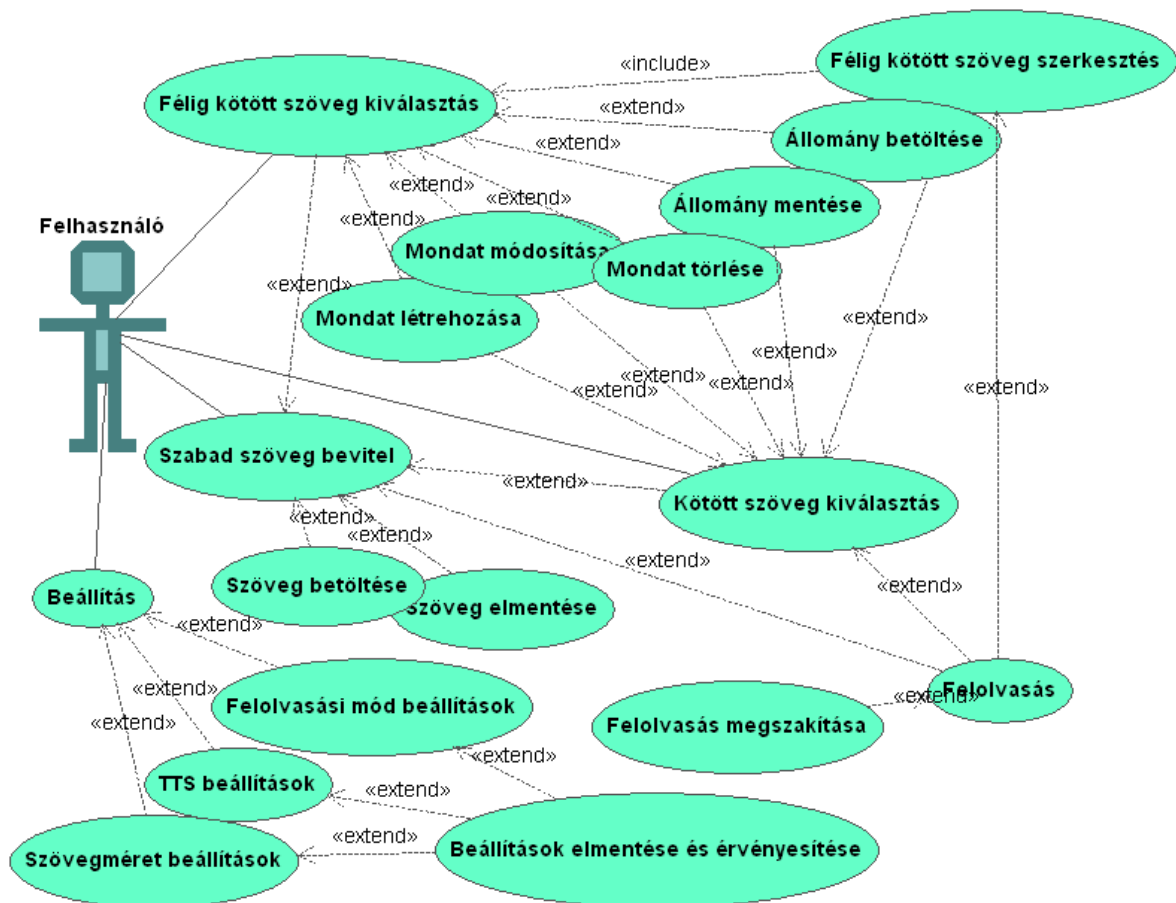 Félig kötött szöveg szerkesztés
«include»
Félig kötött szöveg kiválasztás
«extend»
Állomány betöltése
«extend»
«extend»
«extend»
Állomány mentése
«extend»
Felhasználó
Mondat módosítása
Mondat törlése
«extend»
Mondat létrehozása
«extend»
«extend»
«extend»
«extend»
«extend»
«extend»
«extend»
Szabad szöveg bevitel
«extend»
Kötött szöveg kiválasztás
«extend»
«extend»
«extend»
«extend»
Szöveg betöltése
Beállítás
Szöveg elmentése
«extend»
«extend»
Felolvasás
«extend»
Felolvasási mód beállítások
«extend»
Felolvasás megszakítása
«extend»
TTS beállítások
«extend»
«extend»
Beállítások elmentése és érvényesítése
Szövegméret beállítások